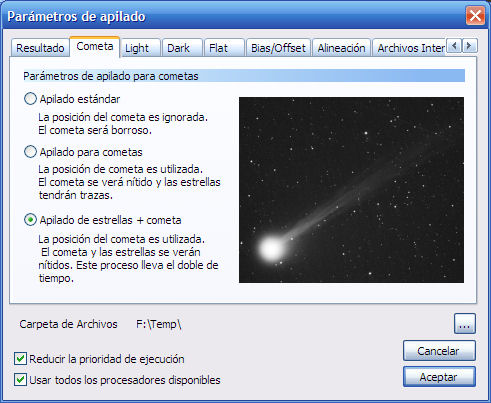 Parámetros de apilado
Resultado Cometa Light Dark Flat Bias/Offset Alineación Archivos Inter
Parámetros de apilado para cometas
Apilado estándar
La posición del cometa es ignorada.
El cometa será borroso.
Apilado para cometas
La posición de cometa es utilizada.
El cometa se verá nítido y las estrellas
tendrán trazas.
Apilado de estrellas + cometa
La posición del cometa es utilizada.
El cometa y las estrellas se verán
nítidos. Este proceso lleva el doble de
tiempo.
Carpeta de Archivos F:\Temp\ ...
Reducir la prioridad de ejecución
Cancelar
Usar todos los procesadores disponibles
Aceptar